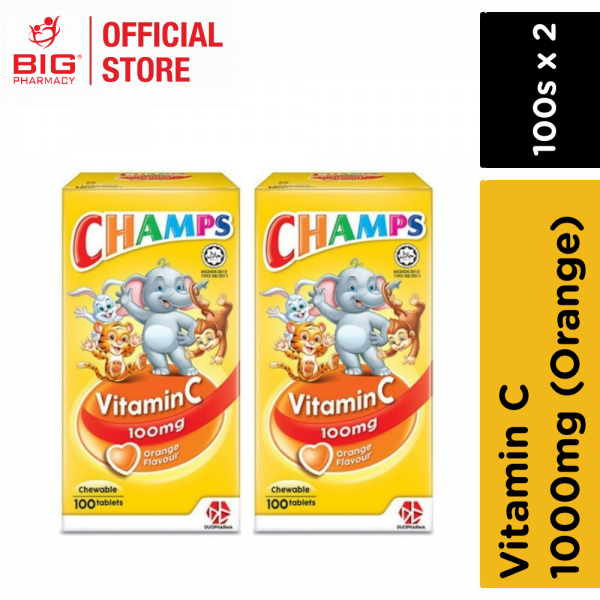 BIG®
PHARMACY
OFFICIAL
STORE
100s x 2
Vitamin C
1000mg (Orange)
CHAMPS
Vitamin C
100mg
Orange
Flavour
Chewable
100 tablets
DUOPHARMA
CHAMPS
Vitamin C
100mg
Orange
Flavour
Chewable
100 tablets
DUOPHARMA